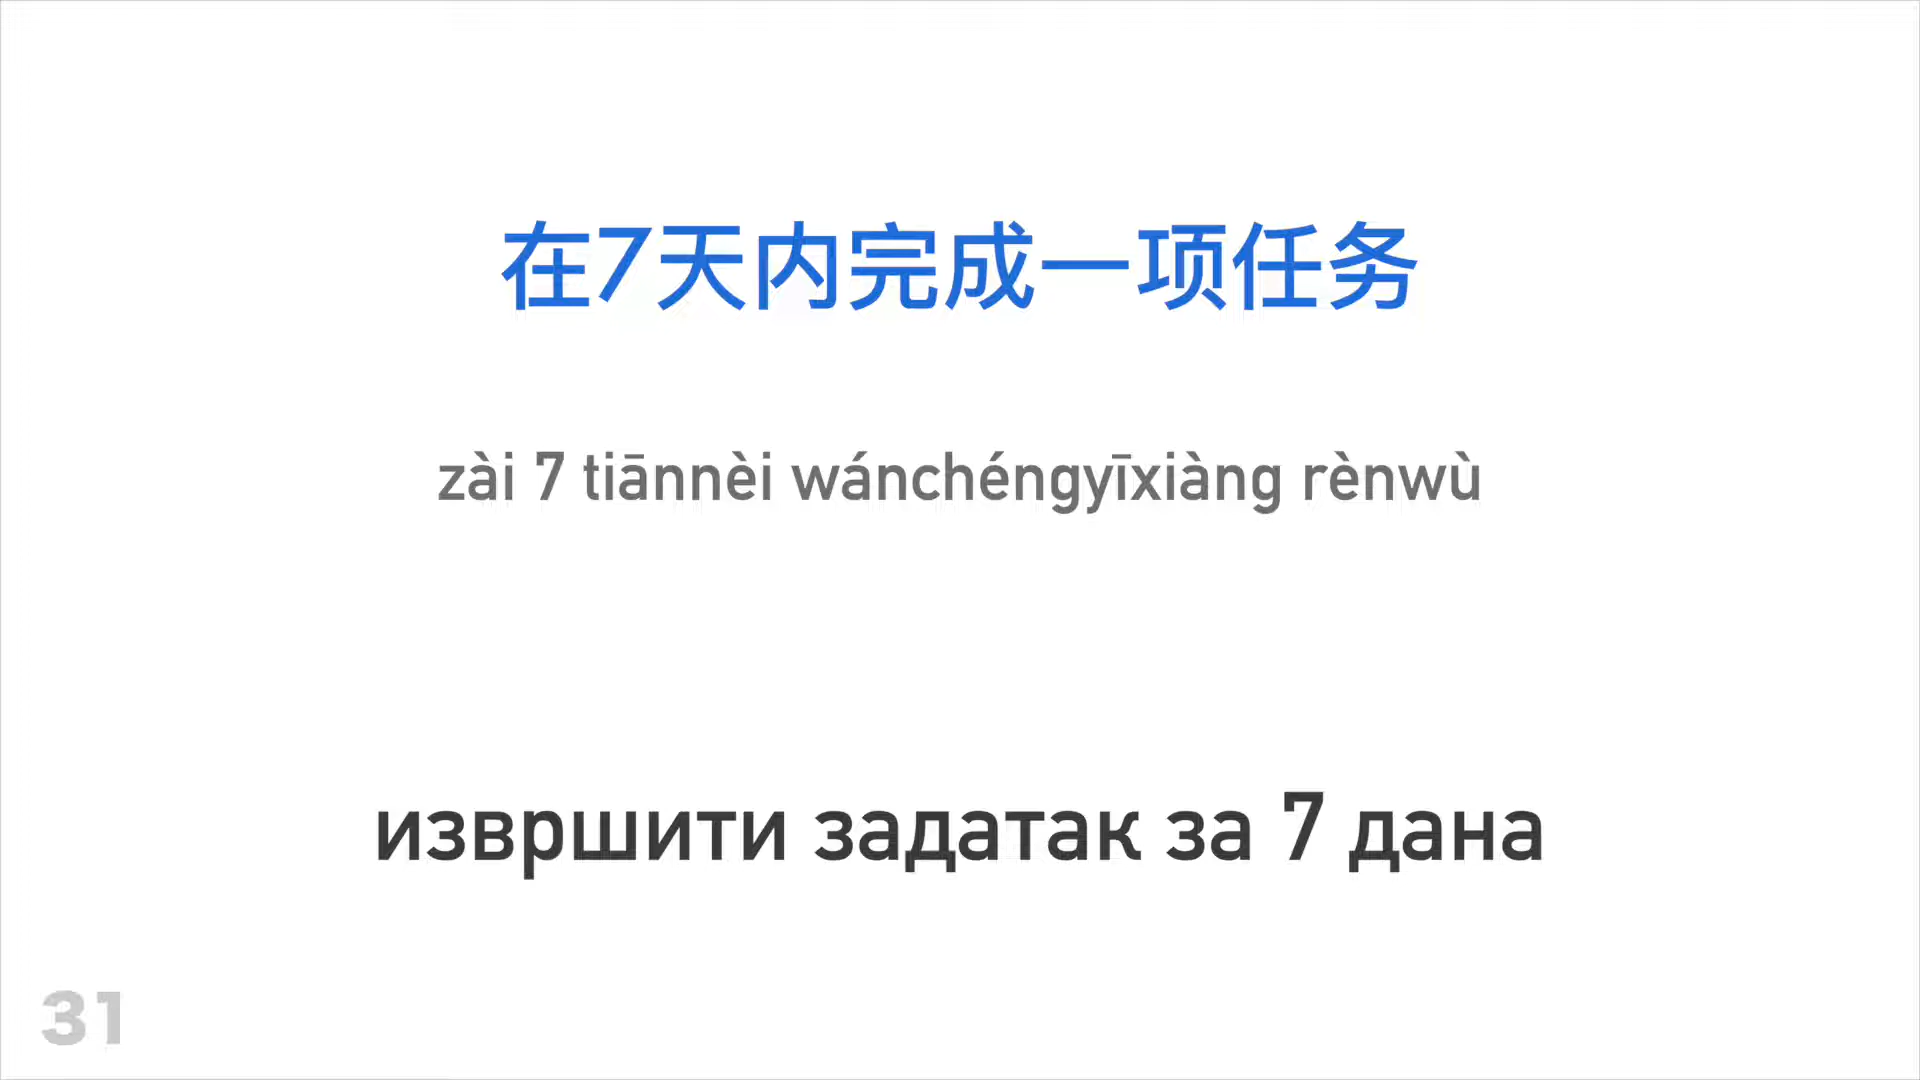 在7天内完成一项任务
zài 7 tiānnèi wánchéngyīxiàng rènwù
извршити задатак за 7 дана
31